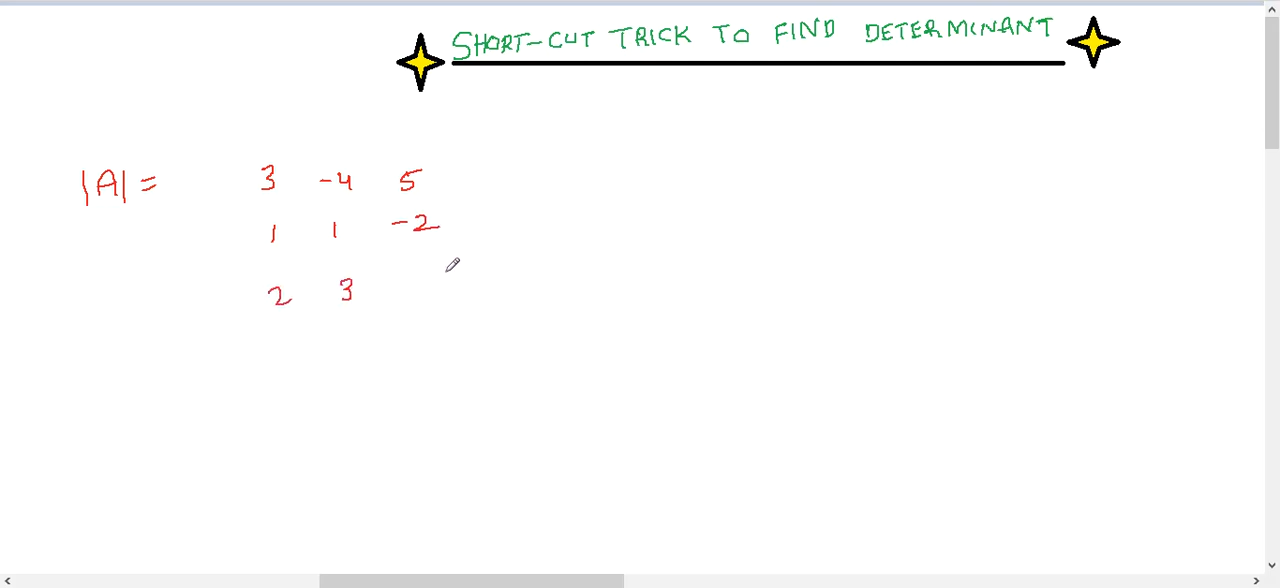 SHORT-CUT TRICK TO FIND DETERMINANT
|A| = 3 -4 5
1 1 -2
2 3